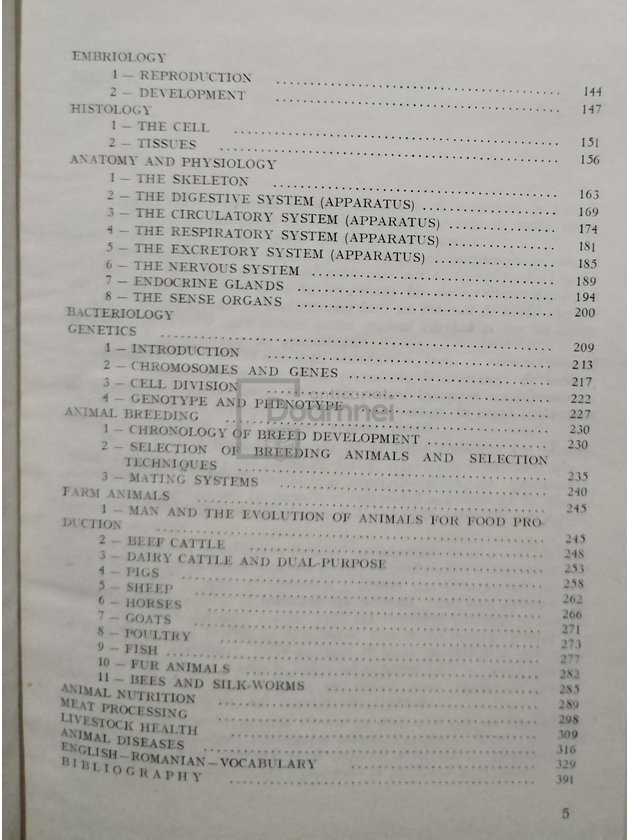 EMBRIOLOGY
1 — REPRODUCTION ........ 144
2 — DEVELOPMENT ........ 147
HISTOLOGY
1 — THE CELL ........ 151
2 — TISSUES ........ 156
ANATOMY AND PHYSIOLOGY
1 — THE SKELETON ........ 163
2 — THE DIGESTIVE SYSTEM (APPARATUS) ........ 169
3 — THE CIRCULATORY SYSTEM (APPARATUS) ........ 174
4 — THE RESPIRATORY SYSTEM (APPARATUS) ........ 181
5 — THE EXCRETORY SYSTEM (APPARATUS) ........ 185
6 — THE NERVOUS SYSTEM ........ 189
7 — ENDOCRINE GLANDS ........ 194
8 — THE SENSE ORGANS ........ 200
BACTERIOLOGY ........ 209
GENETICS
1 — INTRODUCTION ........ 213
2 — CHROMOSOMES AND GENES ........ 217
3 — CELL DIVISION ........ 222
4 — GENOTYPE AND PHENOTYPE ........ 227
ANIMAL BREEDING ........ 230
1 — CHRONOLOGY OF BREED DEVELOPMENT ........ 230
2 — SELECTION OF BREEDING ANIMALS AND SELECTION
TECHNIQUES ........ 235
3 — MATING SYSTEMS ........ 240
FARM ANIMALS ........ 245
1 — MAN AND THE EVOLUTION OF ANIMALS FOR FOOD PRO-
DUCTION ........ 245
2 — BEEF CATTLE ........ 248
3 — DAIRY CATTLE AND DUAL-PURPOSE ........ 253
4 — PIGS ........ 258
5 — SHEEP ........ 262
6 — HORSES ........ 266
7 — GOATS ........ 271
8 — POULTRY ........ 273
9 — FISH ........ 277
10 — FUR ANIMALS ........ 282
11 — BEES AND SILK-WORMS ........ 285
ANIMAL NUTRITION ........ 289
MEAT PROCESSING ........ 298
LIVESTOCK HEALTH ........ 309
ANIMAL DISEASES ........ 316
ENGLISH—ROMANIAN—VOCABULARY ........ 329
BIBLIOGRAPHY ........ 391
5
Doamnei